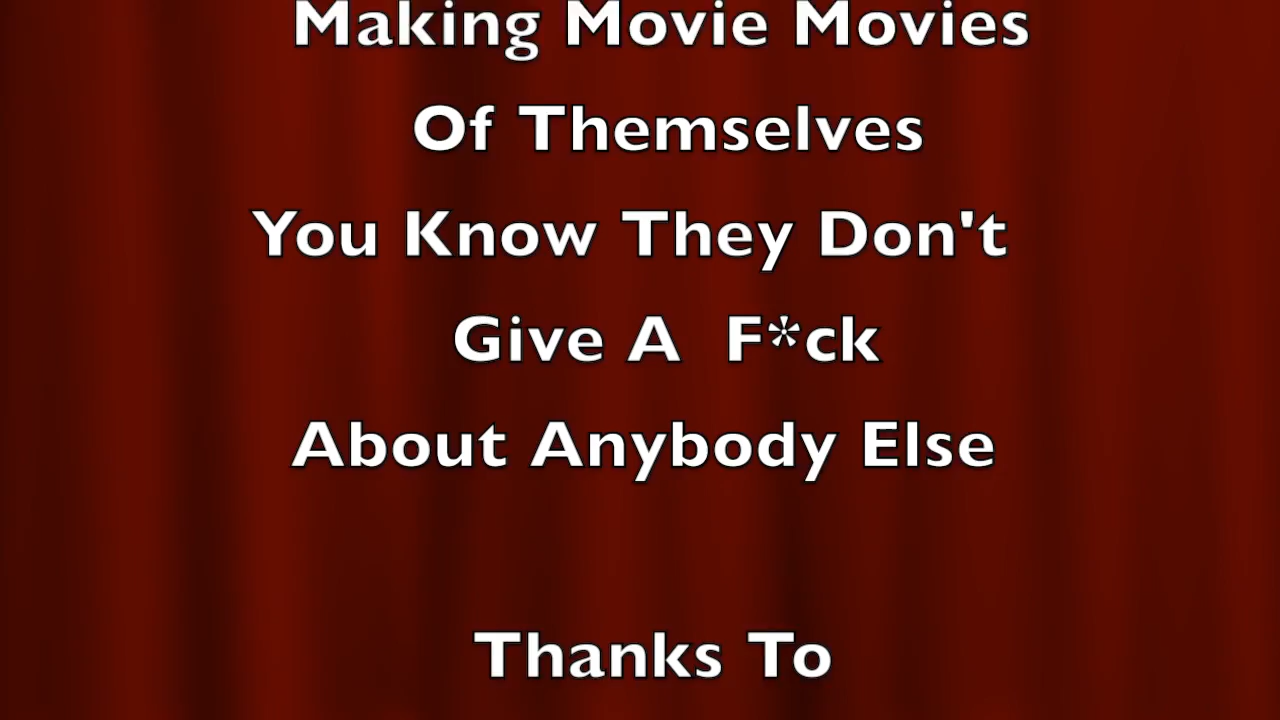 Making Movie Movies
Of Themselves
You Know They Don't
Give A F*ck
About Anybody Else
Thanks To